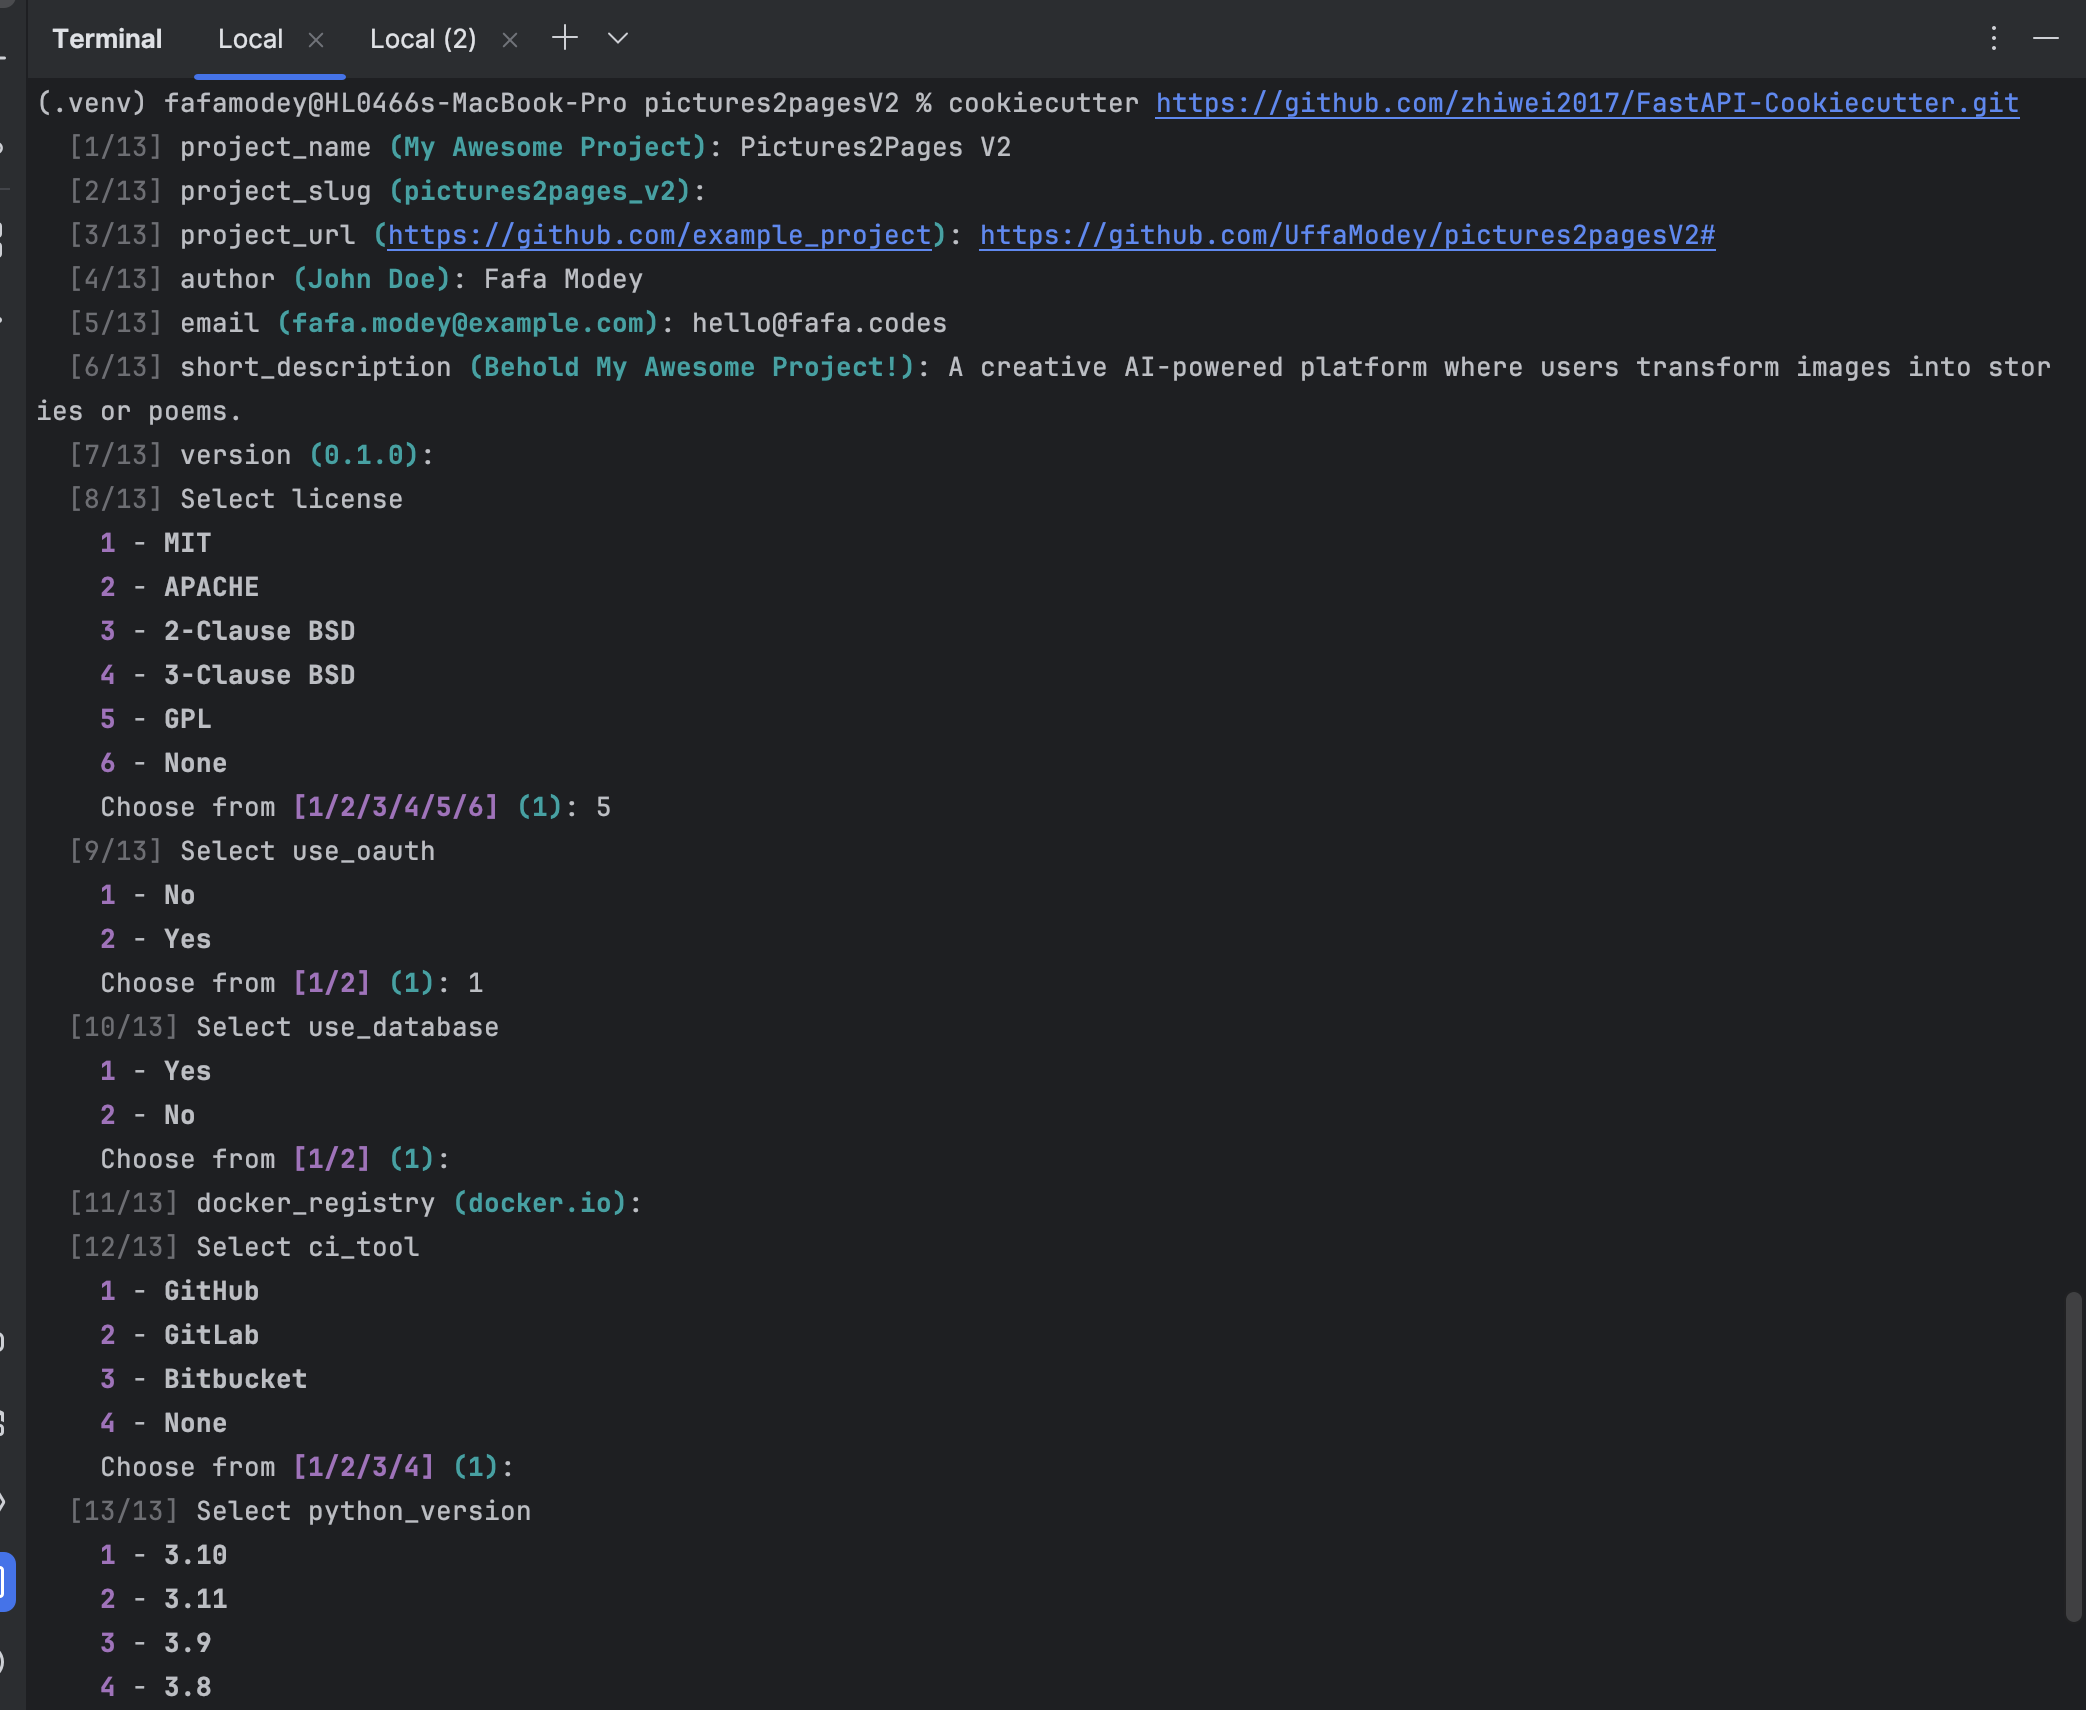 Terminal Local Local (2)
(.venv) fafamodey@HL0466s-MacBook-Pro pictures2pagesV2 % cookiecutter https://github.com/zhiwei2017/FastAPI-Cookiecutter.git
[1/13] project_name (My Awesome Project): Pictures2Pages V2
[2/13] project_slug (pictures2pages_v2):
[3/13] project_url (https://github.com/example_project): https://github.com/UffaModey/pictures2pagesV2#
[4/13] author (John Doe): Fafa Modey
[5/13] email (fafa.modey@example.com): hello@fafa.codes
[6/13] short_description (Behold My Awesome Project!): A creative AI-powered platform where users transform images into stor
ies or poems.
[7/13] version (0.1.0):
[8/13] Select license
1 - MIT
2 - APACHE
3 - 2-Clause BSD
4 - 3-Clause BSD
5 - GPL
6 - None
Choose from [1/2/3/4/5/6] (1): 5
[9/13] Select use_oauth
1 - No
2 - Yes
Choose from [1/2] (1): 1
[10/13] Select use_database
1 - Yes
2 - No
Choose from [1/2] (1):
[11/13] docker_registry (docker.io):
[12/13] Select ci_tool
1 - GitHub
2 - GitLab
3 - Bitbucket
4 - None
Choose from [1/2/3/4] (1):
[13/13] Select python_version
1 - 3.10
2 - 3.11
3 - 3.9
4 - 3.8